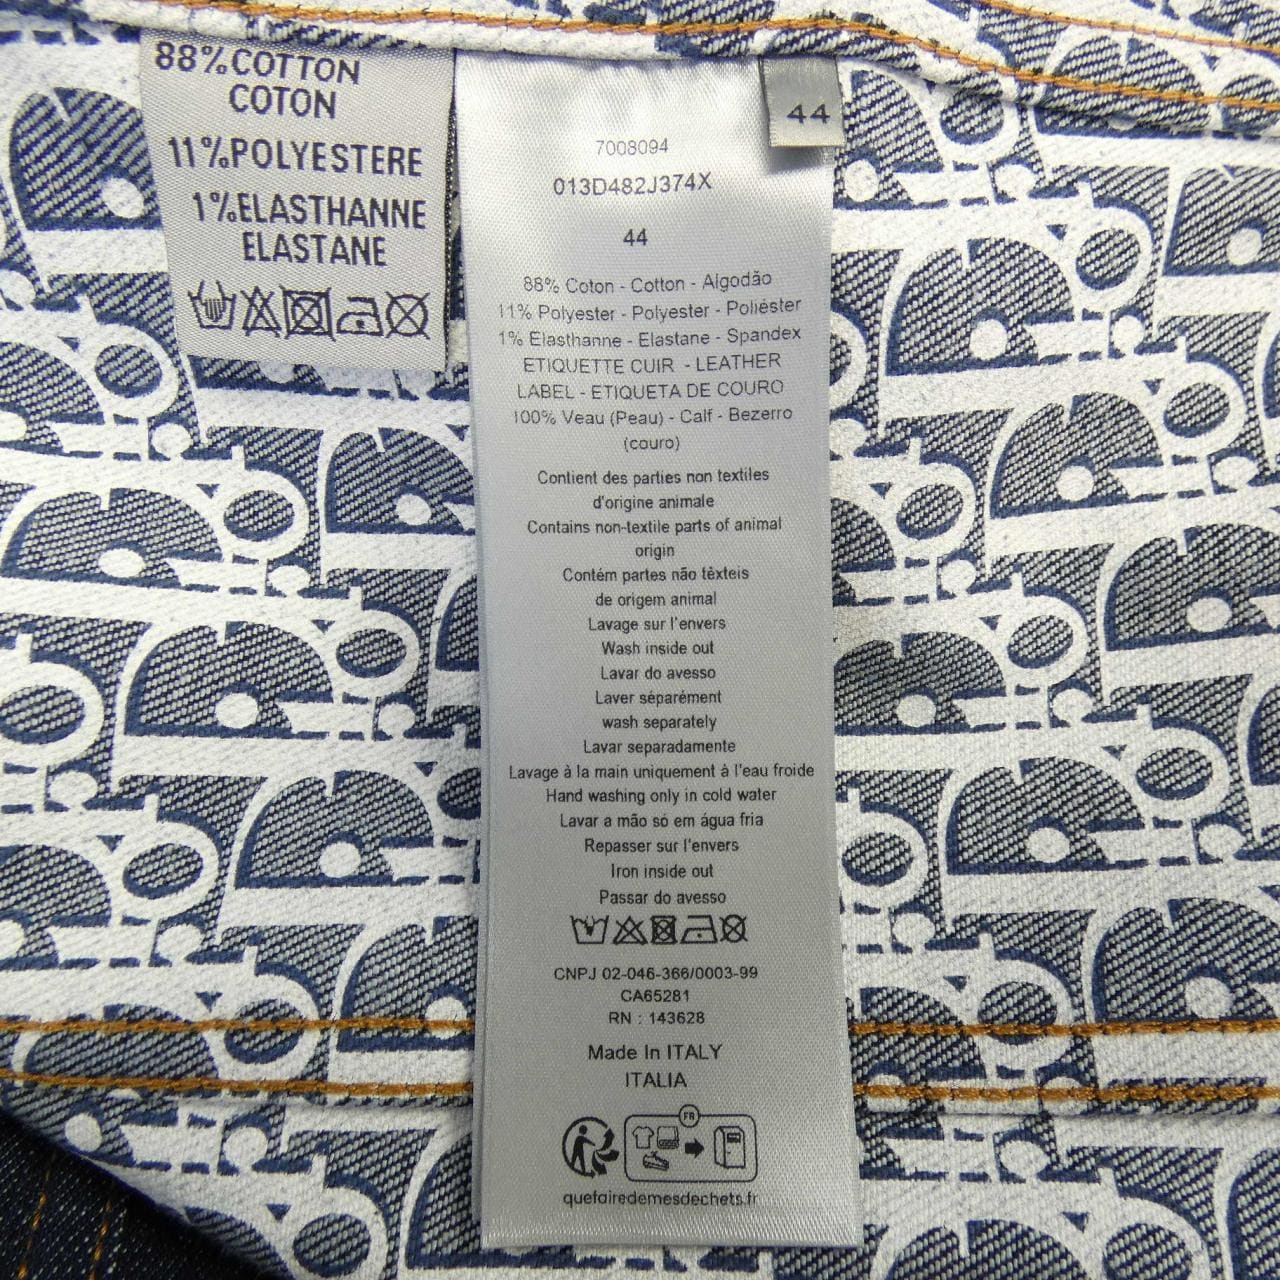 88%COTTON
COTON
11%POLYESTERE
1%ELASTHANNE
ELASTANE
44
7008094
013D482J374X
44
88% Coton - Cotton - Algodão
11% Polyester - Polyester - Poliéster
1% Elasthanne - Elastane - Spandex
ETIQUETTE CUIR - LEATHER
LABEL - ETIQUETA DE COURO
100% Veau (Peau) - Calf - Bezerro
(couro)
Contient des parties non textiles
d'origine animale
Contains non-textile parts of animal
origin
Contém partes não têxteis
de origem animal
Lavage sur l'envers
Wash inside out
Lavar do avesso
Laver séparément
wash separately
Lavar separadamente
Lavage à la main uniquement à l'eau froide
Hand washing only in cold water
Lavar a mão só em água fria
Repasser sur l'envers
Iron inside out
Passar do avesso
CNPJ 02-046-366/0003-99
CA65281
RN : 143628
Made In ITALY
ITALIA
FR
quefairedemesdechets.fr